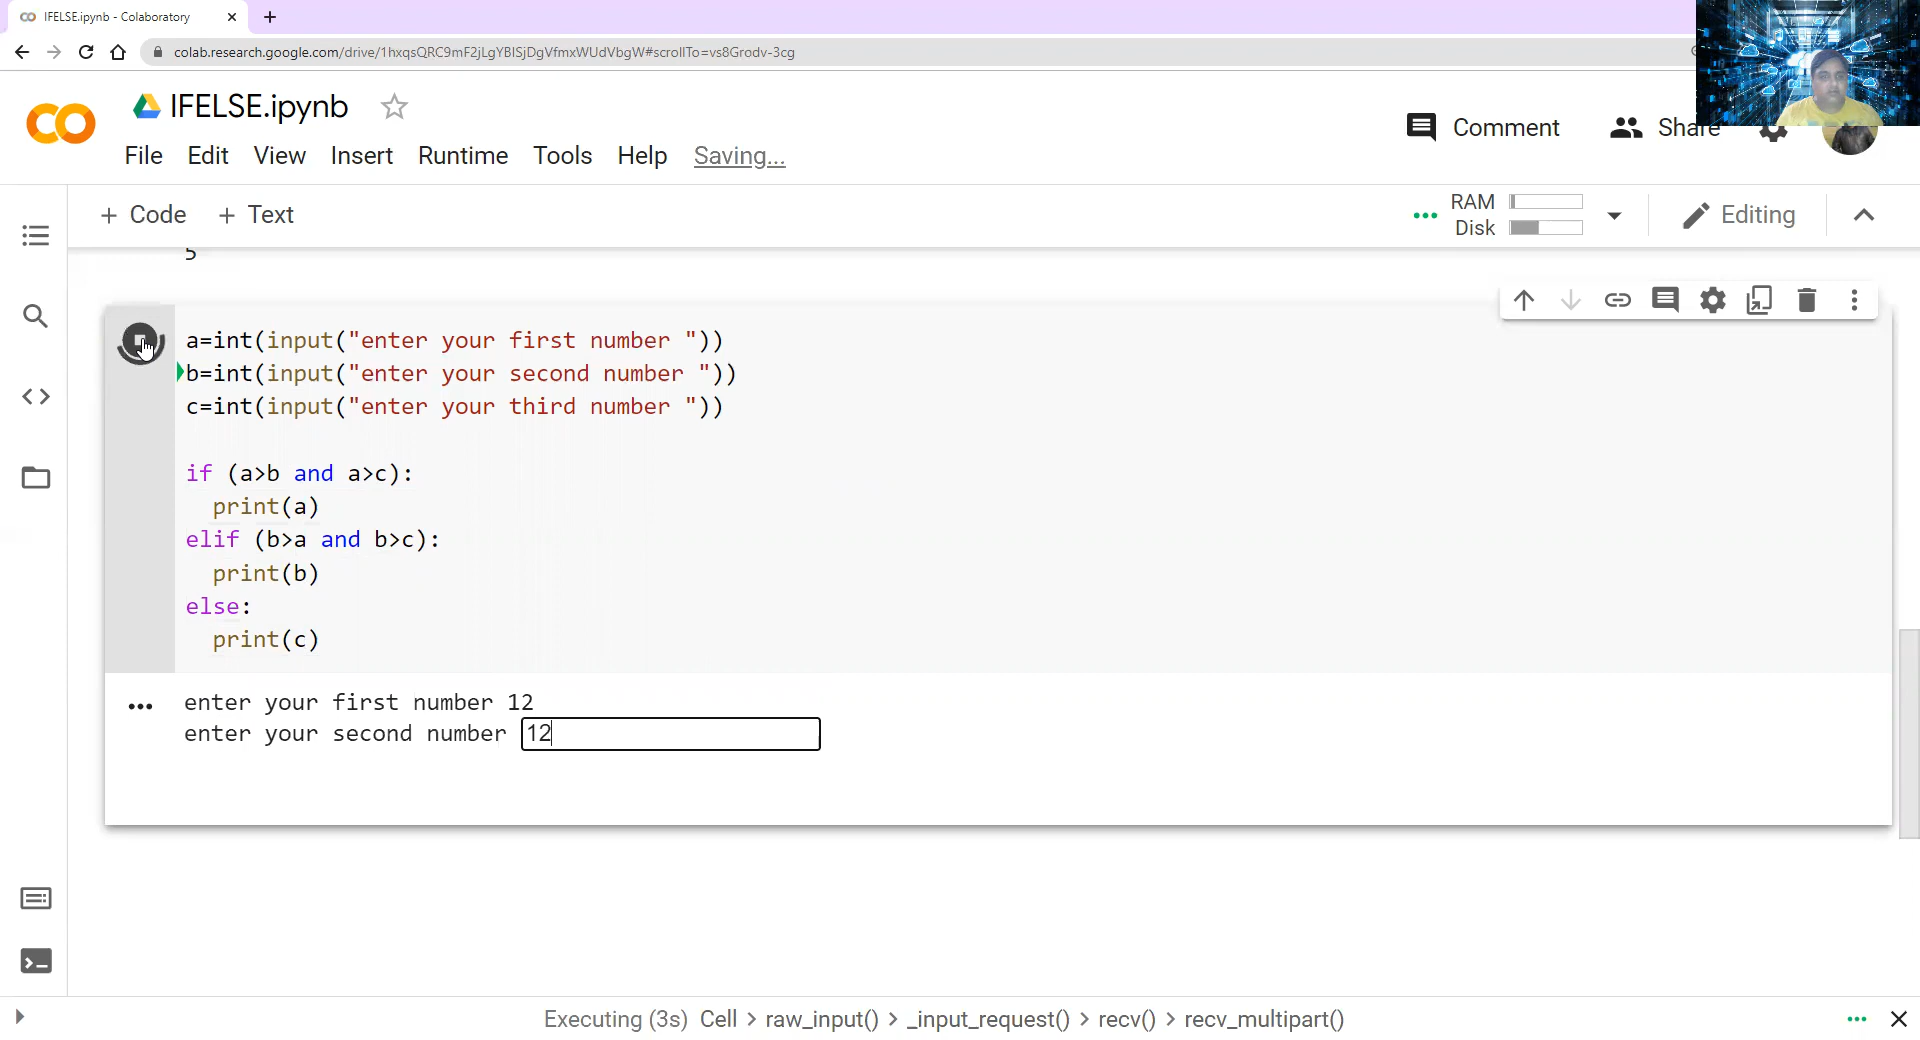 IFELSE.ipynb - Colaboratory
colab.research.google.com/drive/1hxqsQRC9mF2jLgYBISjDgVfmxWUdVbgW#scrollTo=vs8Grodv-3cg
IFELSE.ipynb
Comment Share
File Edit View Insert Runtime Tools Help Saving...
+ Code + Text
RAM
Disk
Editing
5
a=int(input("enter your first number "))
b=int(input("enter your second number "))
c=int(input("enter your third number "))
if (a>b and a>c):
print(a)
elif (b>a and b>c):
print(b)
else:
print(c)
enter your first number 12
enter your second number 12
Executing (3s) Cell > raw_input() > _input_request() > recv() > recv_multipart()